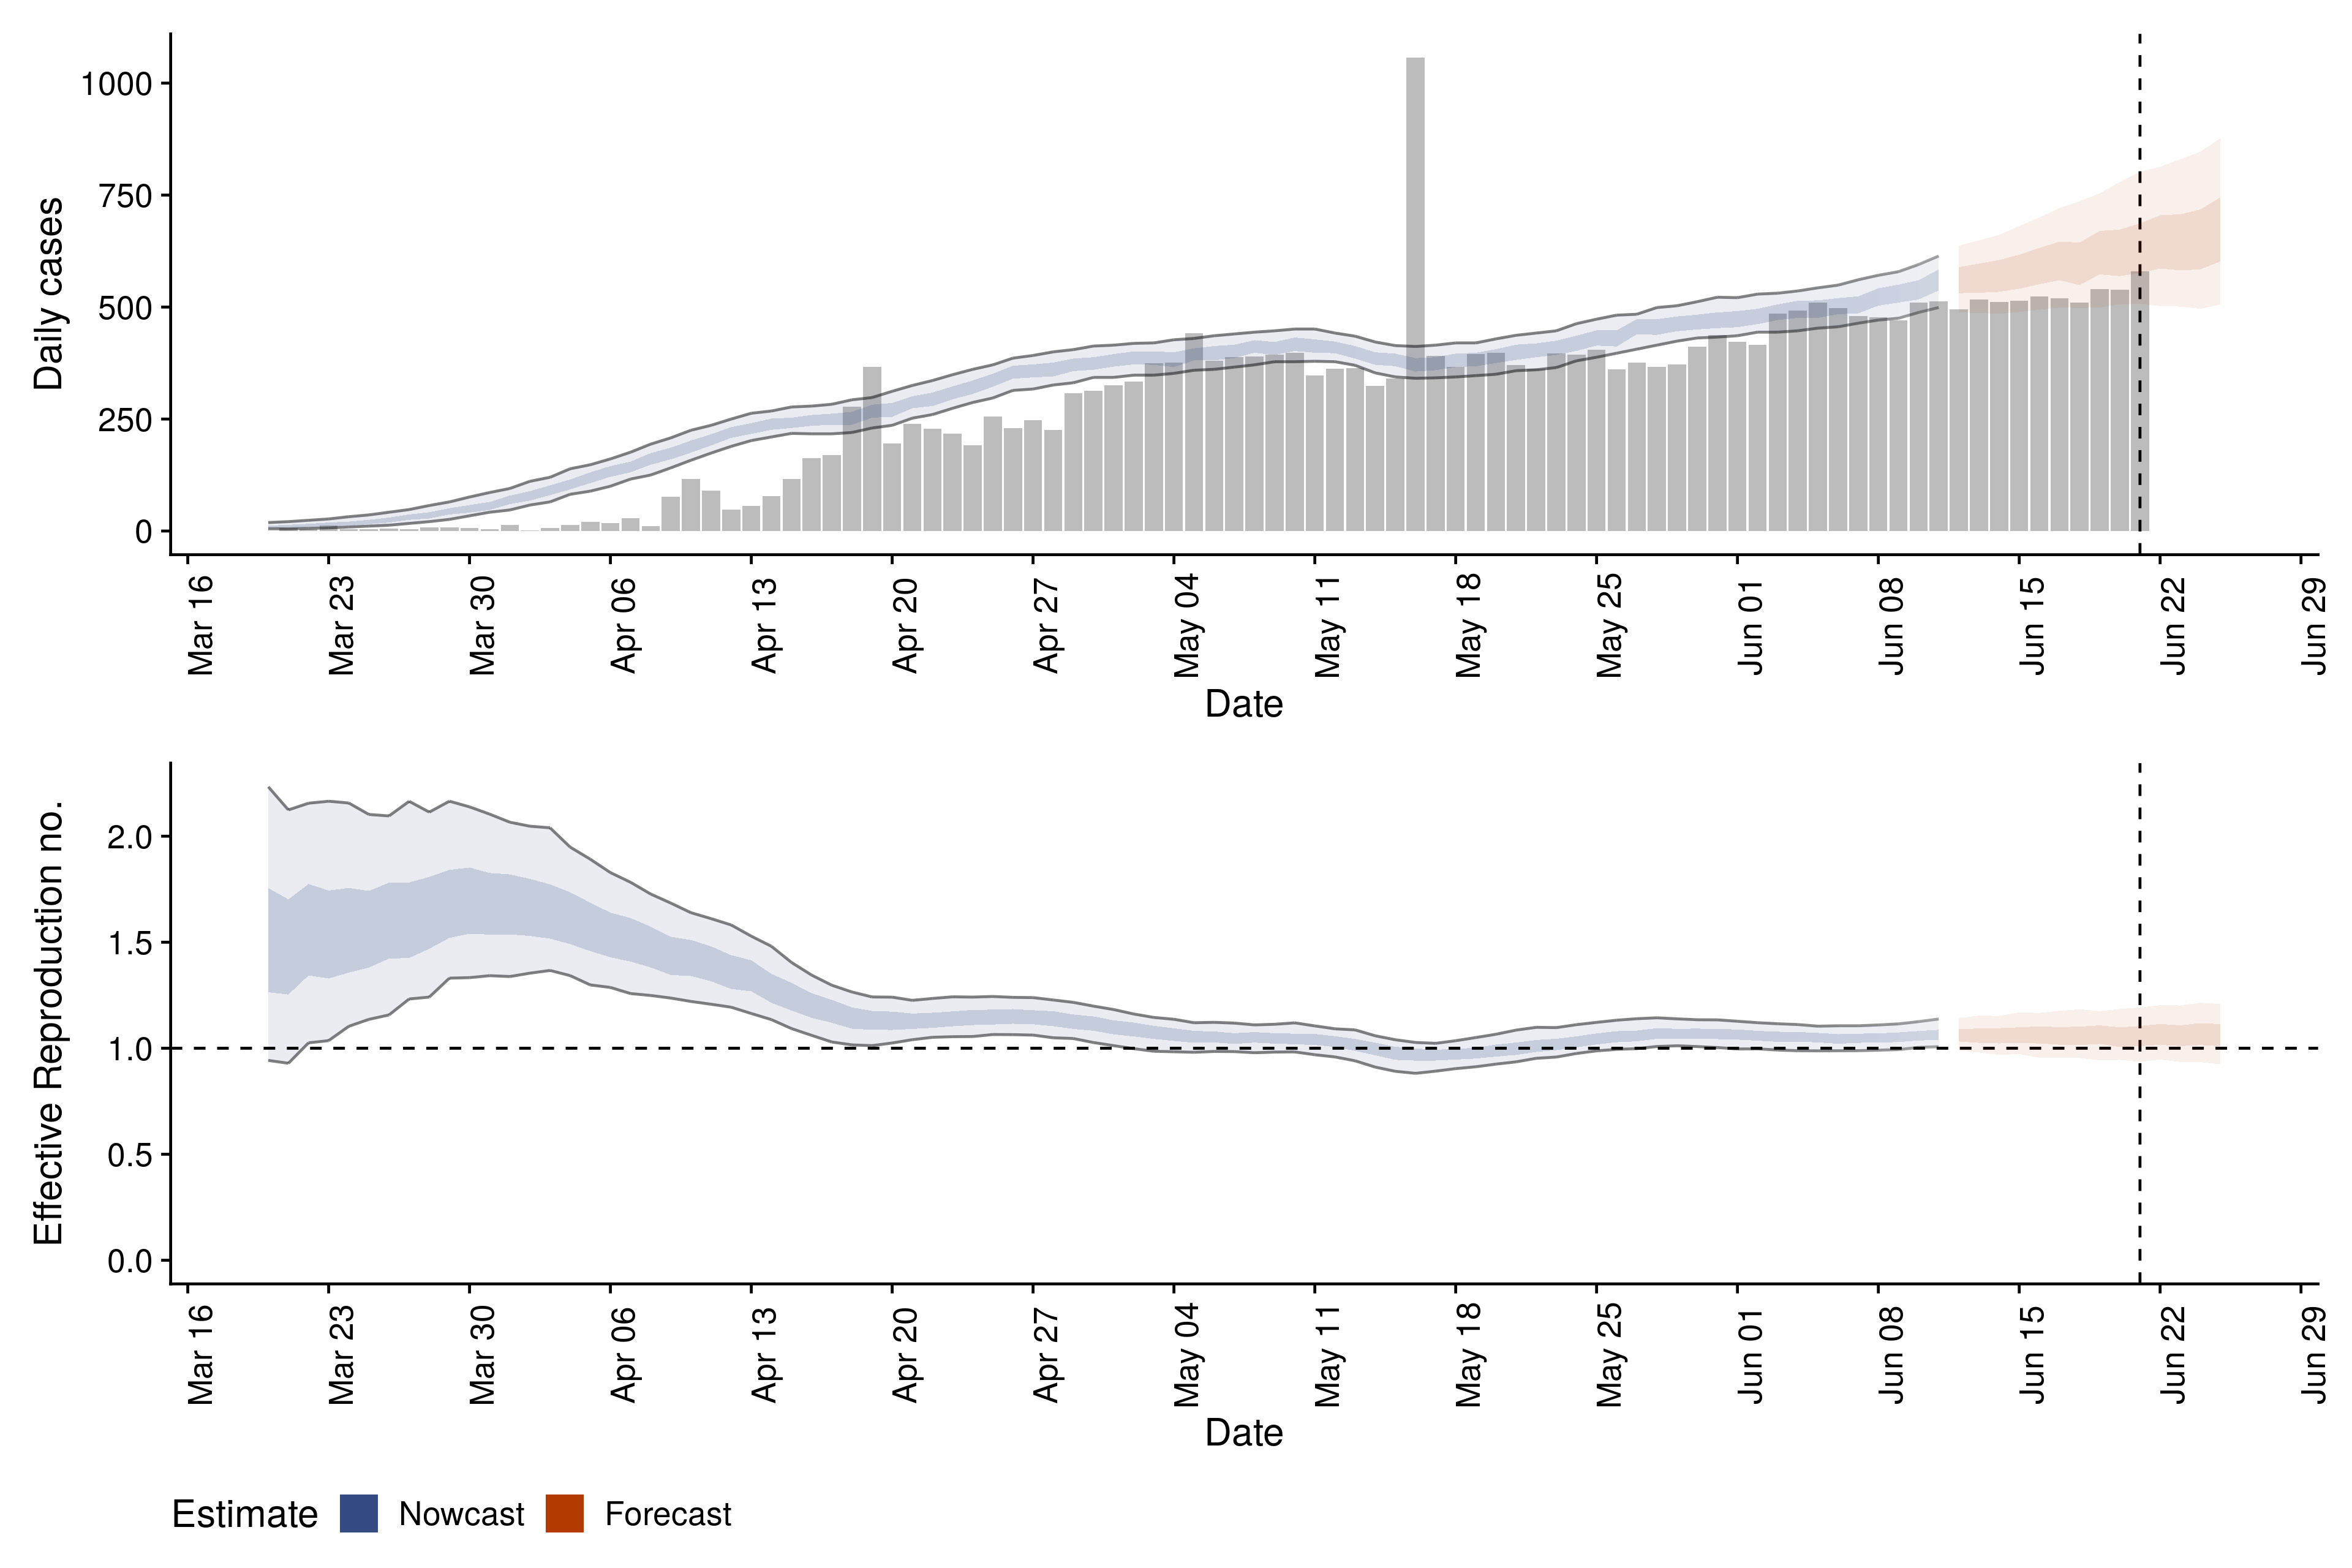 Daily cases
1000
750
500
250
0
Mar 16
Mar 23
Mar 30
Apr 06
Apr 13
Apr 20
Apr 27
May 04
May 11
May 18
May 25
Jun 01
Jun 08
Jun 15
Jun 22
Jun 29
Date
Effective Reproduction no.
2.0
1.5
1.0
0.5
0.0
Mar 16
Mar 23
Mar 30
Apr 06
Apr 13
Apr 20
Apr 27
May 04
May 11
May 18
May 25
Jun 01
Jun 08
Jun 15
Jun 22
Jun 29
Date
Estimate Nowcast Forecast